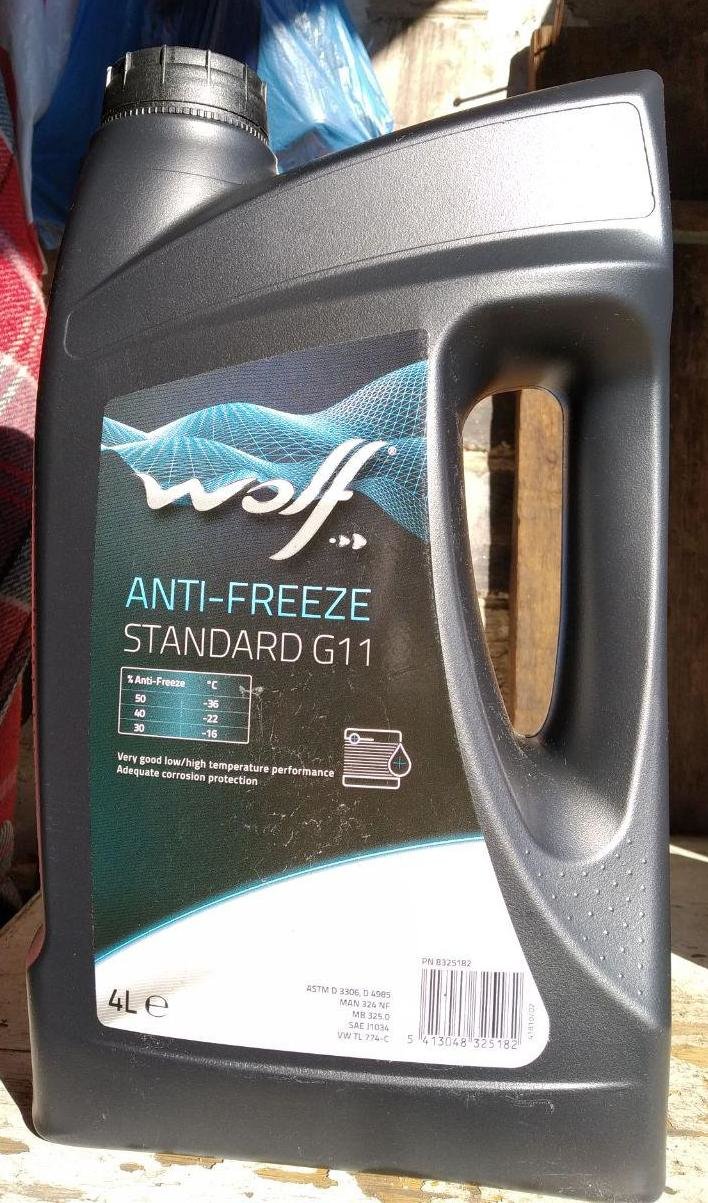 wolf
ANTI-FREEZE
STANDARD G11
% Anti-Freeze °C
50 -36
40 -22
30 -16
Very good low/high temperature performance
Adequate corrosion protection
4L e
ASTM D 3306, D 4985
MAN 324 NF
MB 325.0
SAE J1034
VW TL 774-C
PN 8325182
5 413048 325182